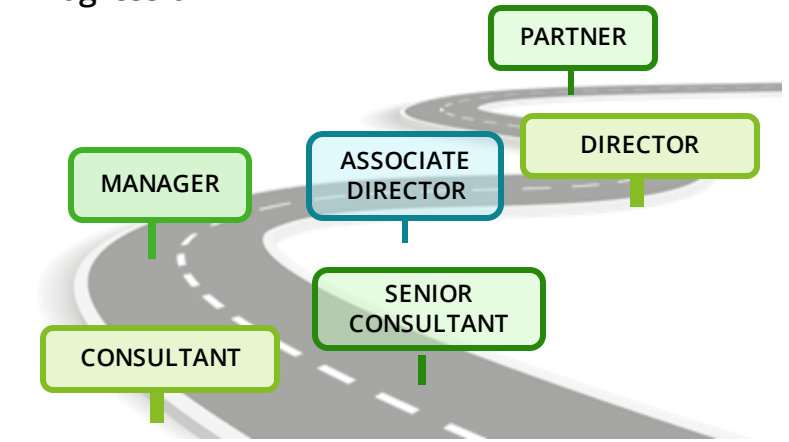 PARTNER
DIRECTOR
ASSOCIATE
DIRECTOR
MANAGER
SENIOR
CONSULTANT
CONSULTANT